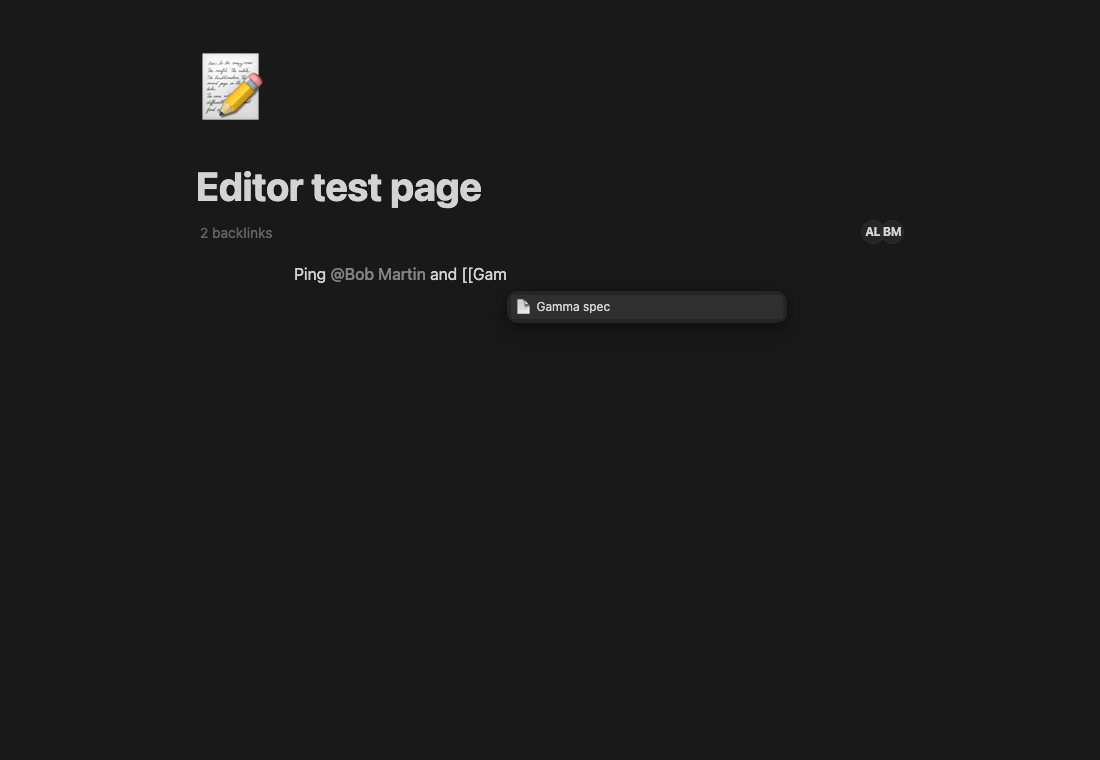 Editor test page
2 backlinks
AL BM
Ping @Bob Martin and [[Gam
Gamma spec